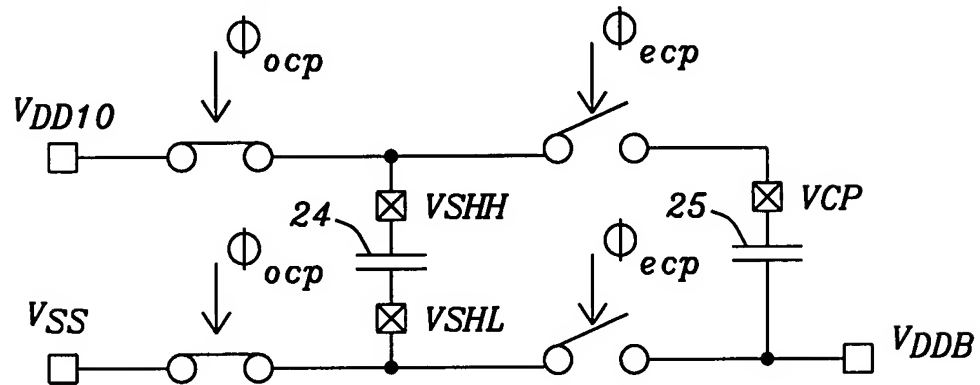 Φocp
Φecp
VDD10
VSHH
24
25
VCP
Φocp
Φecp
VSS
VSHL
VDDB